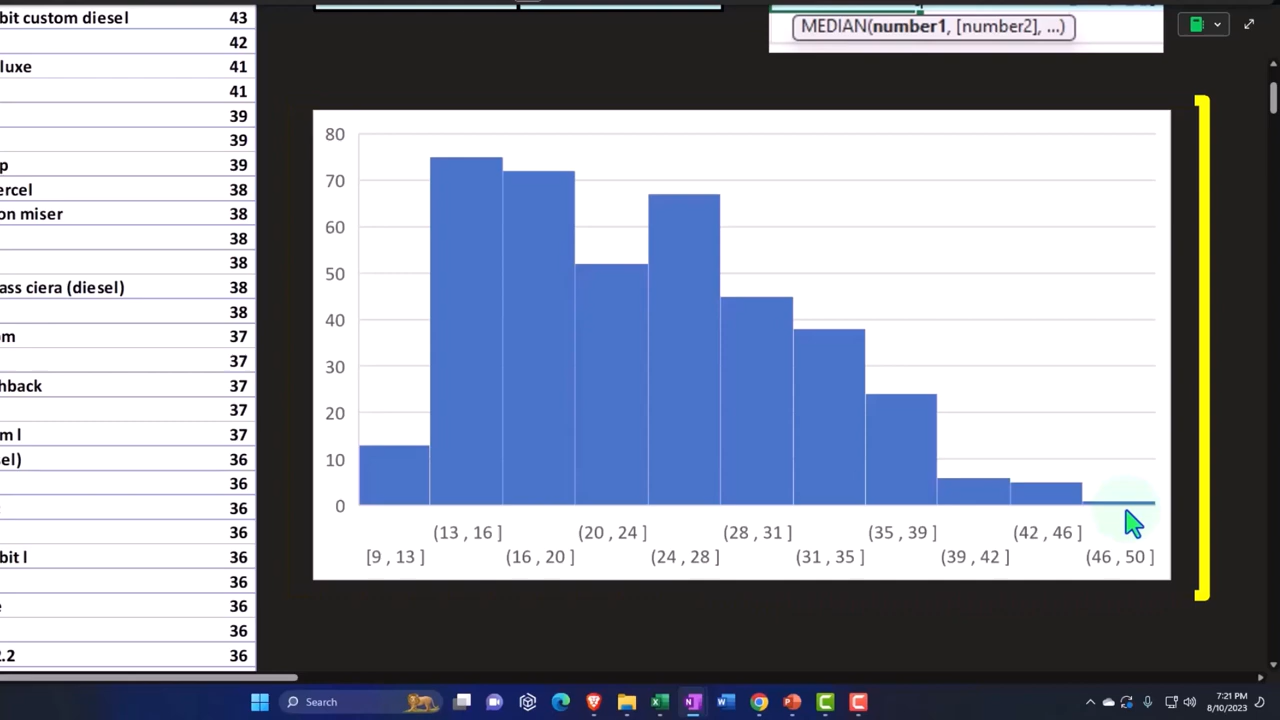 bit custom diesel 43
42
luxe 41
41
39
39
p 39
ercel 38
on miser 38
38
38
ass ciera (diesel) 38
38
om 37
37
hback 37
37
m l 37
sel) 36
36
36
36
bit l 36
36
e 36
36
2.2 36
MEDIAN(number1, [number2], ...)
80
70
60
50
40
30
20
10
0
(13 , 16 ] (20 , 24 ] (28 , 31 ] (35 , 39 ] (42 , 46 ]
[9 , 13 ] (16 , 20 ] (24 , 28 ] (31 , 35 ] (39 , 42 ] (46 , 50 ]
Search
7:21 PM
8/10/2023